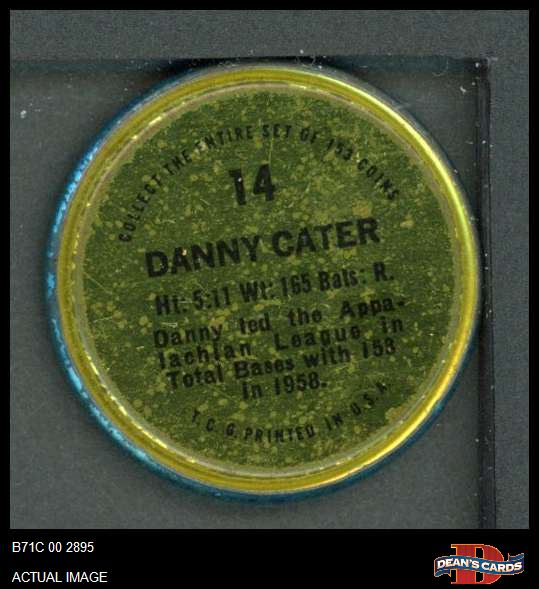 COLLECT THE ENTIRE SET OF 153 COINS
14
DANNY CATER
Ht: 5:11 Wt: 165 Bats: R.
Danny led the Appa-
lachian League in
Total Bases with 153
in 1958.
T. C. G. PRINTED IN U.S.A.
B71C 00 2895
ACTUAL IMAGE
D
DEAN'S CARDS